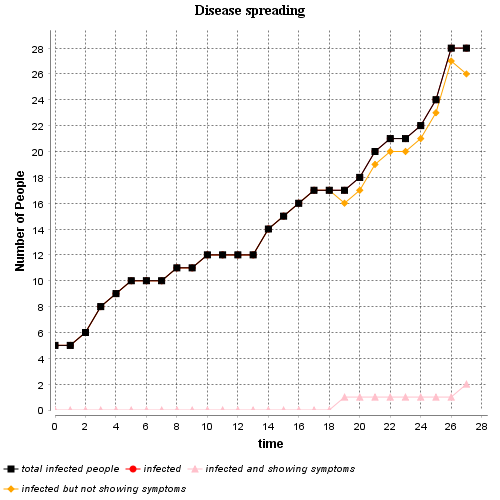 Disease spreading
Number of People
28
26
24
22
20
18
16
14
12
10
8
6
4
2
0
0 2 4 6 8 10 12 14 16 18 20 22 24 26 28
time
total infected people infected infected and showing symptoms
infected but not showing symptoms